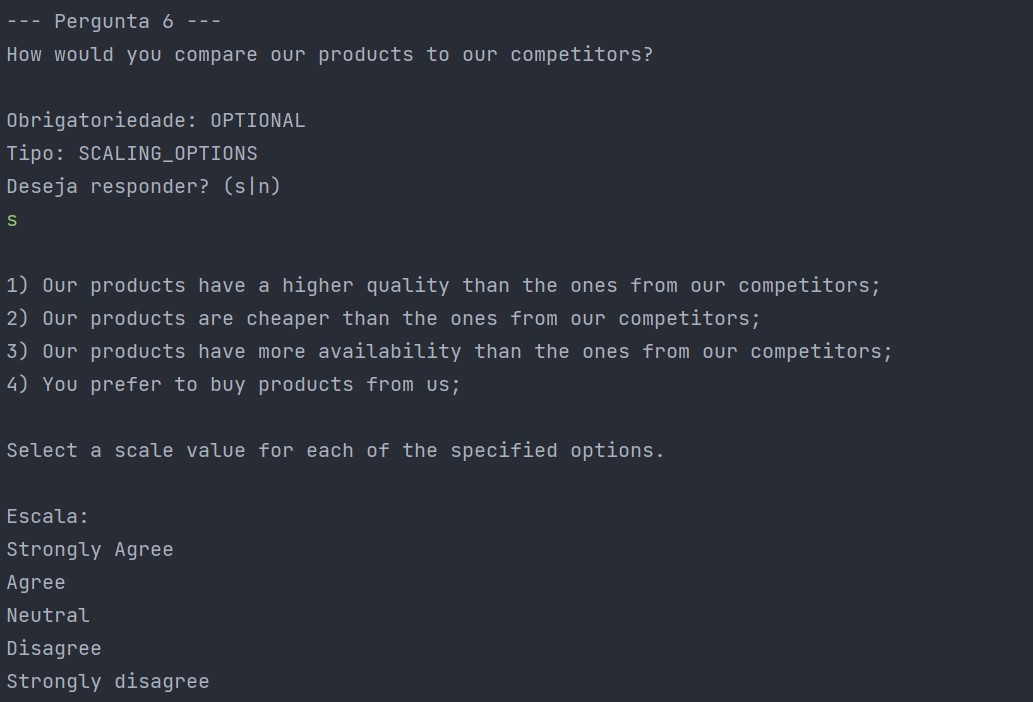 --- Pergunta 6 ---
How would you compare our products to our competitors?
Obrigatoriedade: OPTIONAL
Tipo: SCALING_OPTIONS
Deseja responder? (s|n)
s
1) Our products have a higher quality than the ones from our competitors;
2) Our products are cheaper than the ones from our competitors;
3) Our products have more availability than the ones from our competitors;
4) You prefer to buy products from us;
Select a scale value for each of the specified options.
Escala:
Strongly Agree
Agree
Neutral
Disagree
Strongly disagree